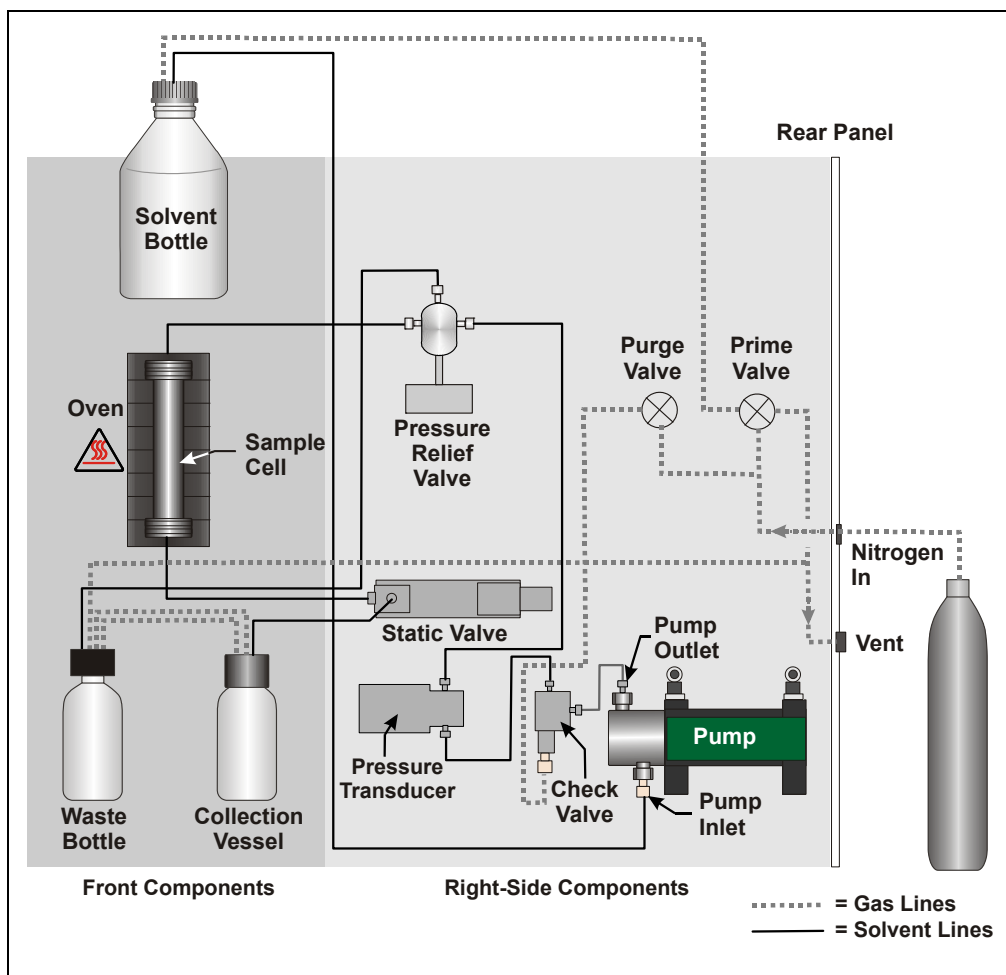 Rear Panel
Solvent
Bottle
Purge
Valve
Prime
Valve
Oven
Sample
Cell
Pressure
Relief
Valve
Nitrogen
In
Static Valve
Pump
Outlet
Vent
Pump
Pressure
Transducer
Check
Valve
Pump
Inlet
Waste
Bottle
Collection
Vessel
Front Components
Right-Side Components
= Gas Lines
= Solvent Lines